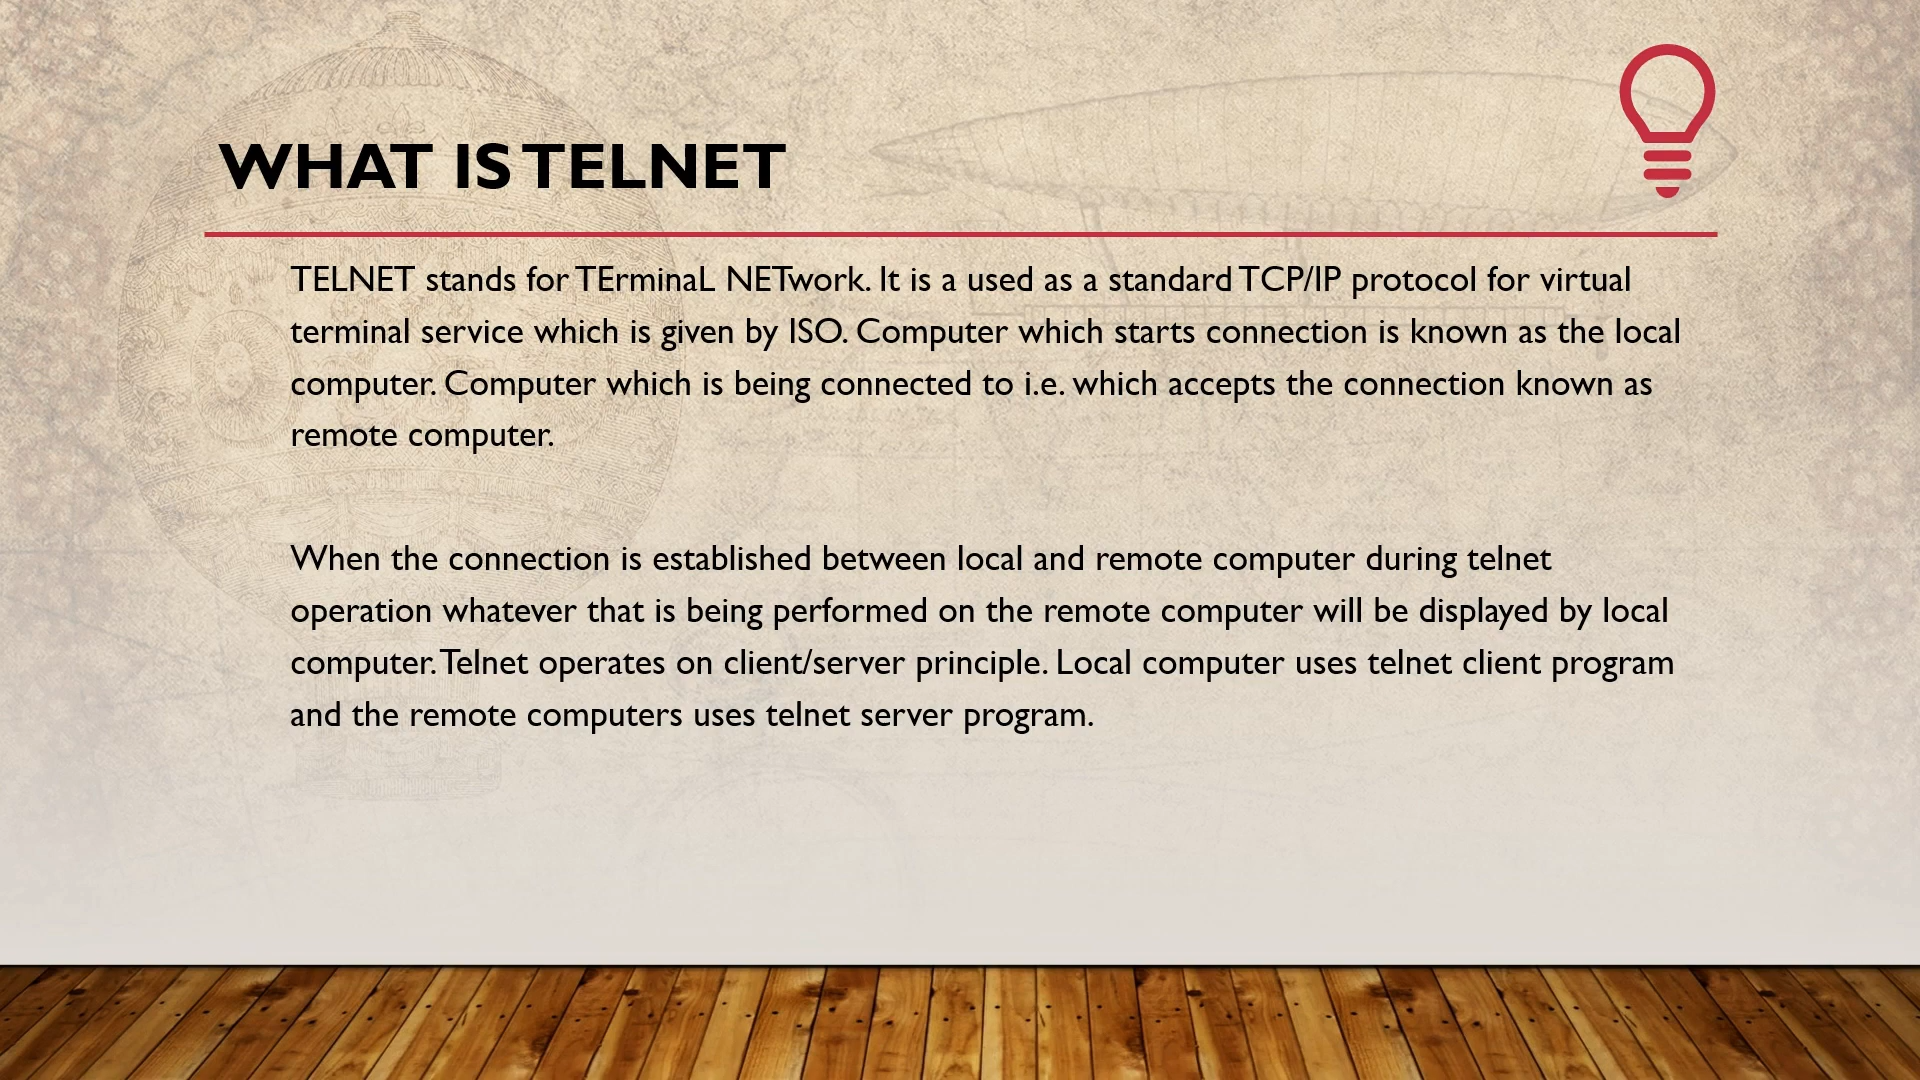 WHAT IS TELNET
TELNET stands for TErminaL NETwork. It is a used as a standard TCP/IP protocol for virtual
terminal service which is given by ISO. Computer which starts connection is known as the local
computer. Computer which is being connected to i.e. which accepts the connection known as
remote computer.
When the connection is established between local and remote computer during telnet
operation whatever that is being performed on the remote computer will be displayed by local
computer. Telnet operates on client/server principle. Local computer uses telnet client program
and the remote computers uses telnet server program.